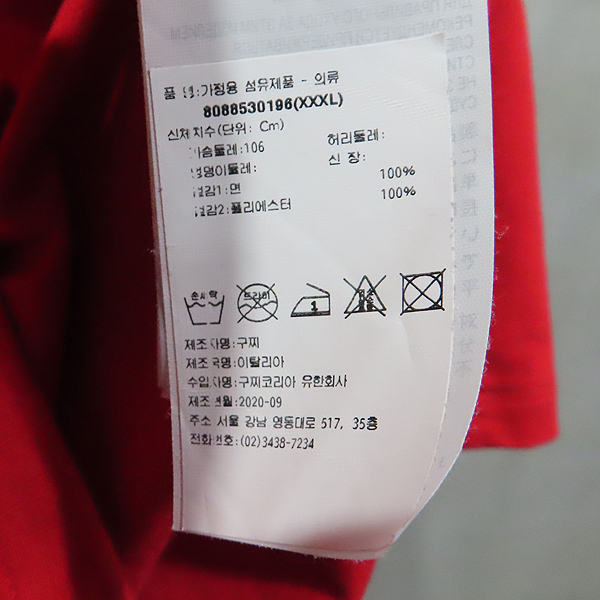 품 명:가정용 섬유제품 - 의류
8088530196(XXXL)
신체치수(단위: Cm)
가슴둘레:106
허리둘레:
엉덩이둘레:
신 장:
겉감1:면 100%
겉감2:폴리에스터 100%
손세탁
드라이
1
염소
표백
제조자명:구찌
제조국명:이탈리아
수입자명:구찌코리아 유한회사
제조년월:2020-09
주소 서울 강남 영동대로 517, 35층
전화번호:(02)3438-7234